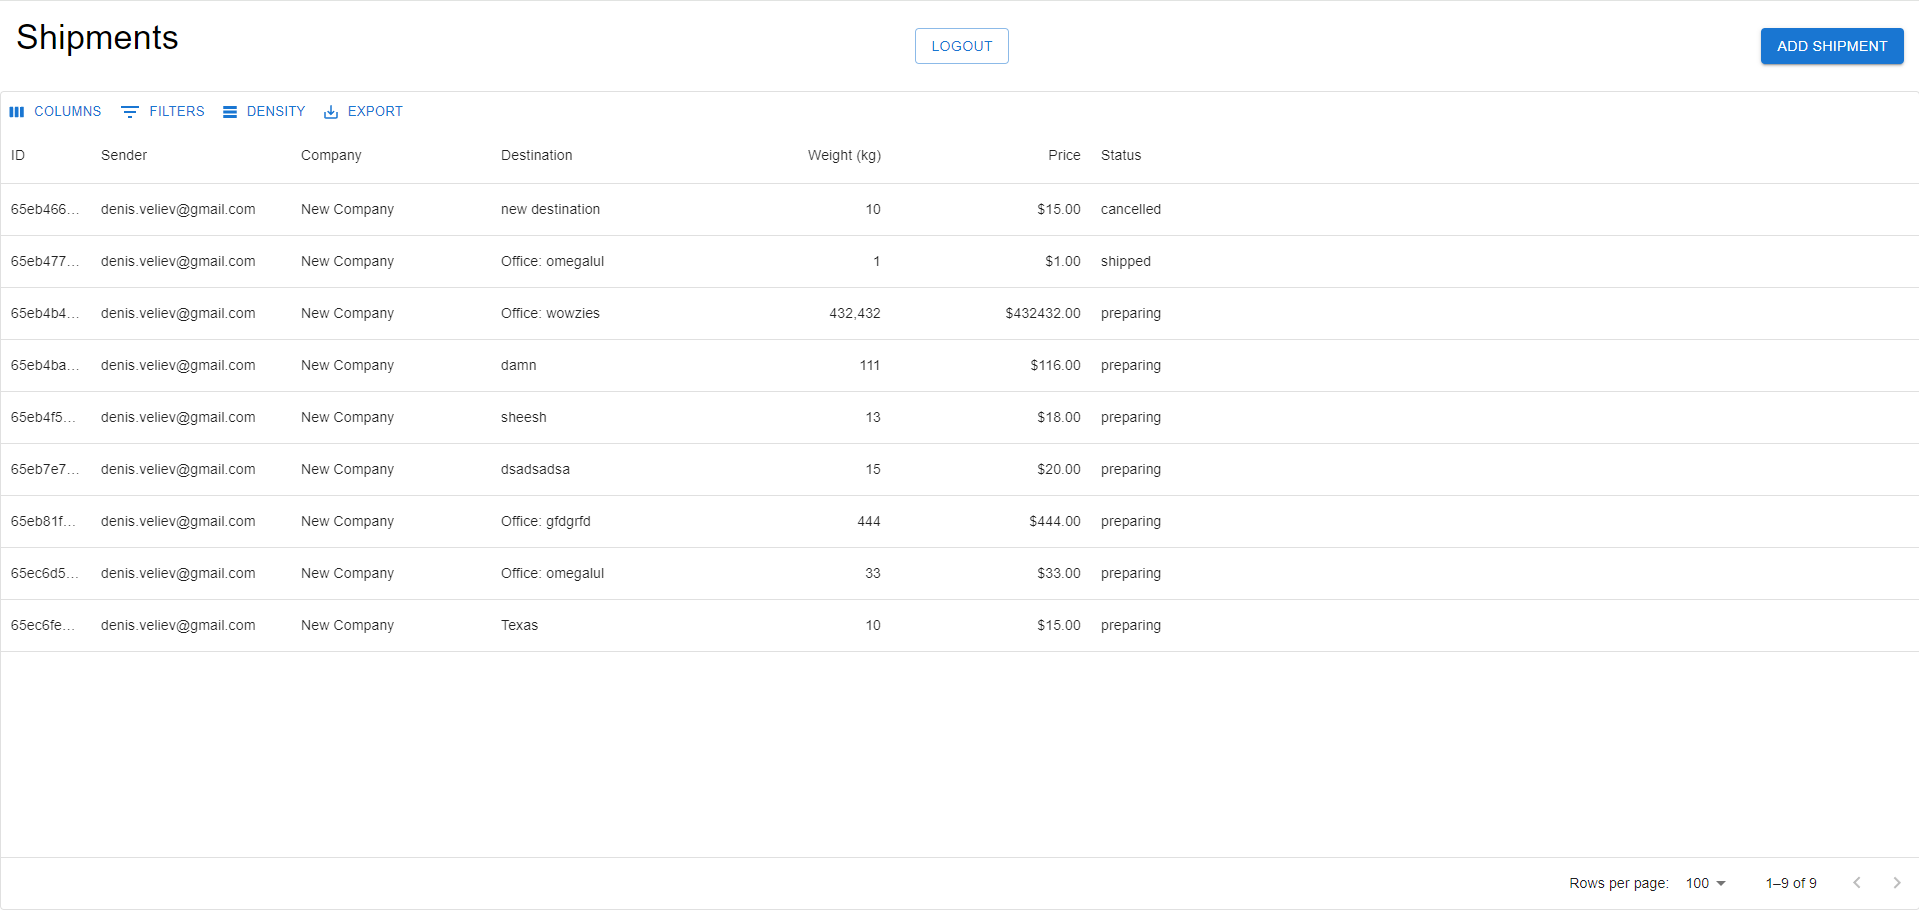 Shipments
LOGOUT
ADD SHIPMENT
COLUMNS FILTERS DENSITY EXPORT
ID Sender Company Destination Weight (kg) Price Status
65eb466... denis.veliev@gmail.com New Company new destination 10 $15.00 cancelled
65eb477... denis.veliev@gmail.com New Company Office: omegalul 1 $1.00 shipped
65eb4b4... denis.veliev@gmail.com New Company Office: wowzies 432,432 $432432.00 preparing
65eb4ba... denis.veliev@gmail.com New Company damn 111 $116.00 preparing
65eb4f5... denis.veliev@gmail.com New Company sheesh 13 $18.00 preparing
65eb7e7... denis.veliev@gmail.com New Company dsadsadsa 15 $20.00 preparing
65eb81f... denis.veliev@gmail.com New Company Office: gfdgrfd 444 $444.00 preparing
65ec6d5... denis.veliev@gmail.com New Company Office: omegalul 33 $33.00 preparing
65ec6fe... denis.veliev@gmail.com New Company Texas 10 $15.00 preparing
Rows per page: 100 1–9 of 9